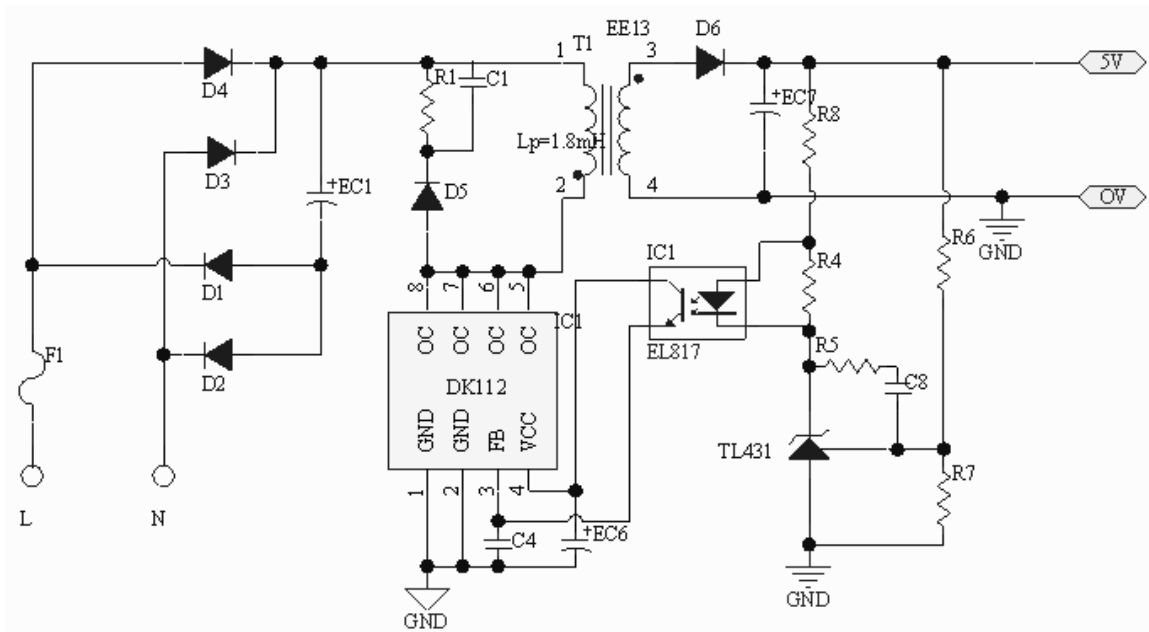 T1
EE13
D6
1
3
5V
D4
R1
C1
+EC7
R8
Lp=1.8mH
D3
+EC1
D5
2
4
OV
GND
R6
IC1
R4
D1
8
7
6
5
IC1
OC
OC
OC
OC
EL817
F1
D2
DK112
R5
C8
GND
GND
FB
VCC
TL431
R7
1
2
3
4
L
N
C4
+EC6
GND
GND